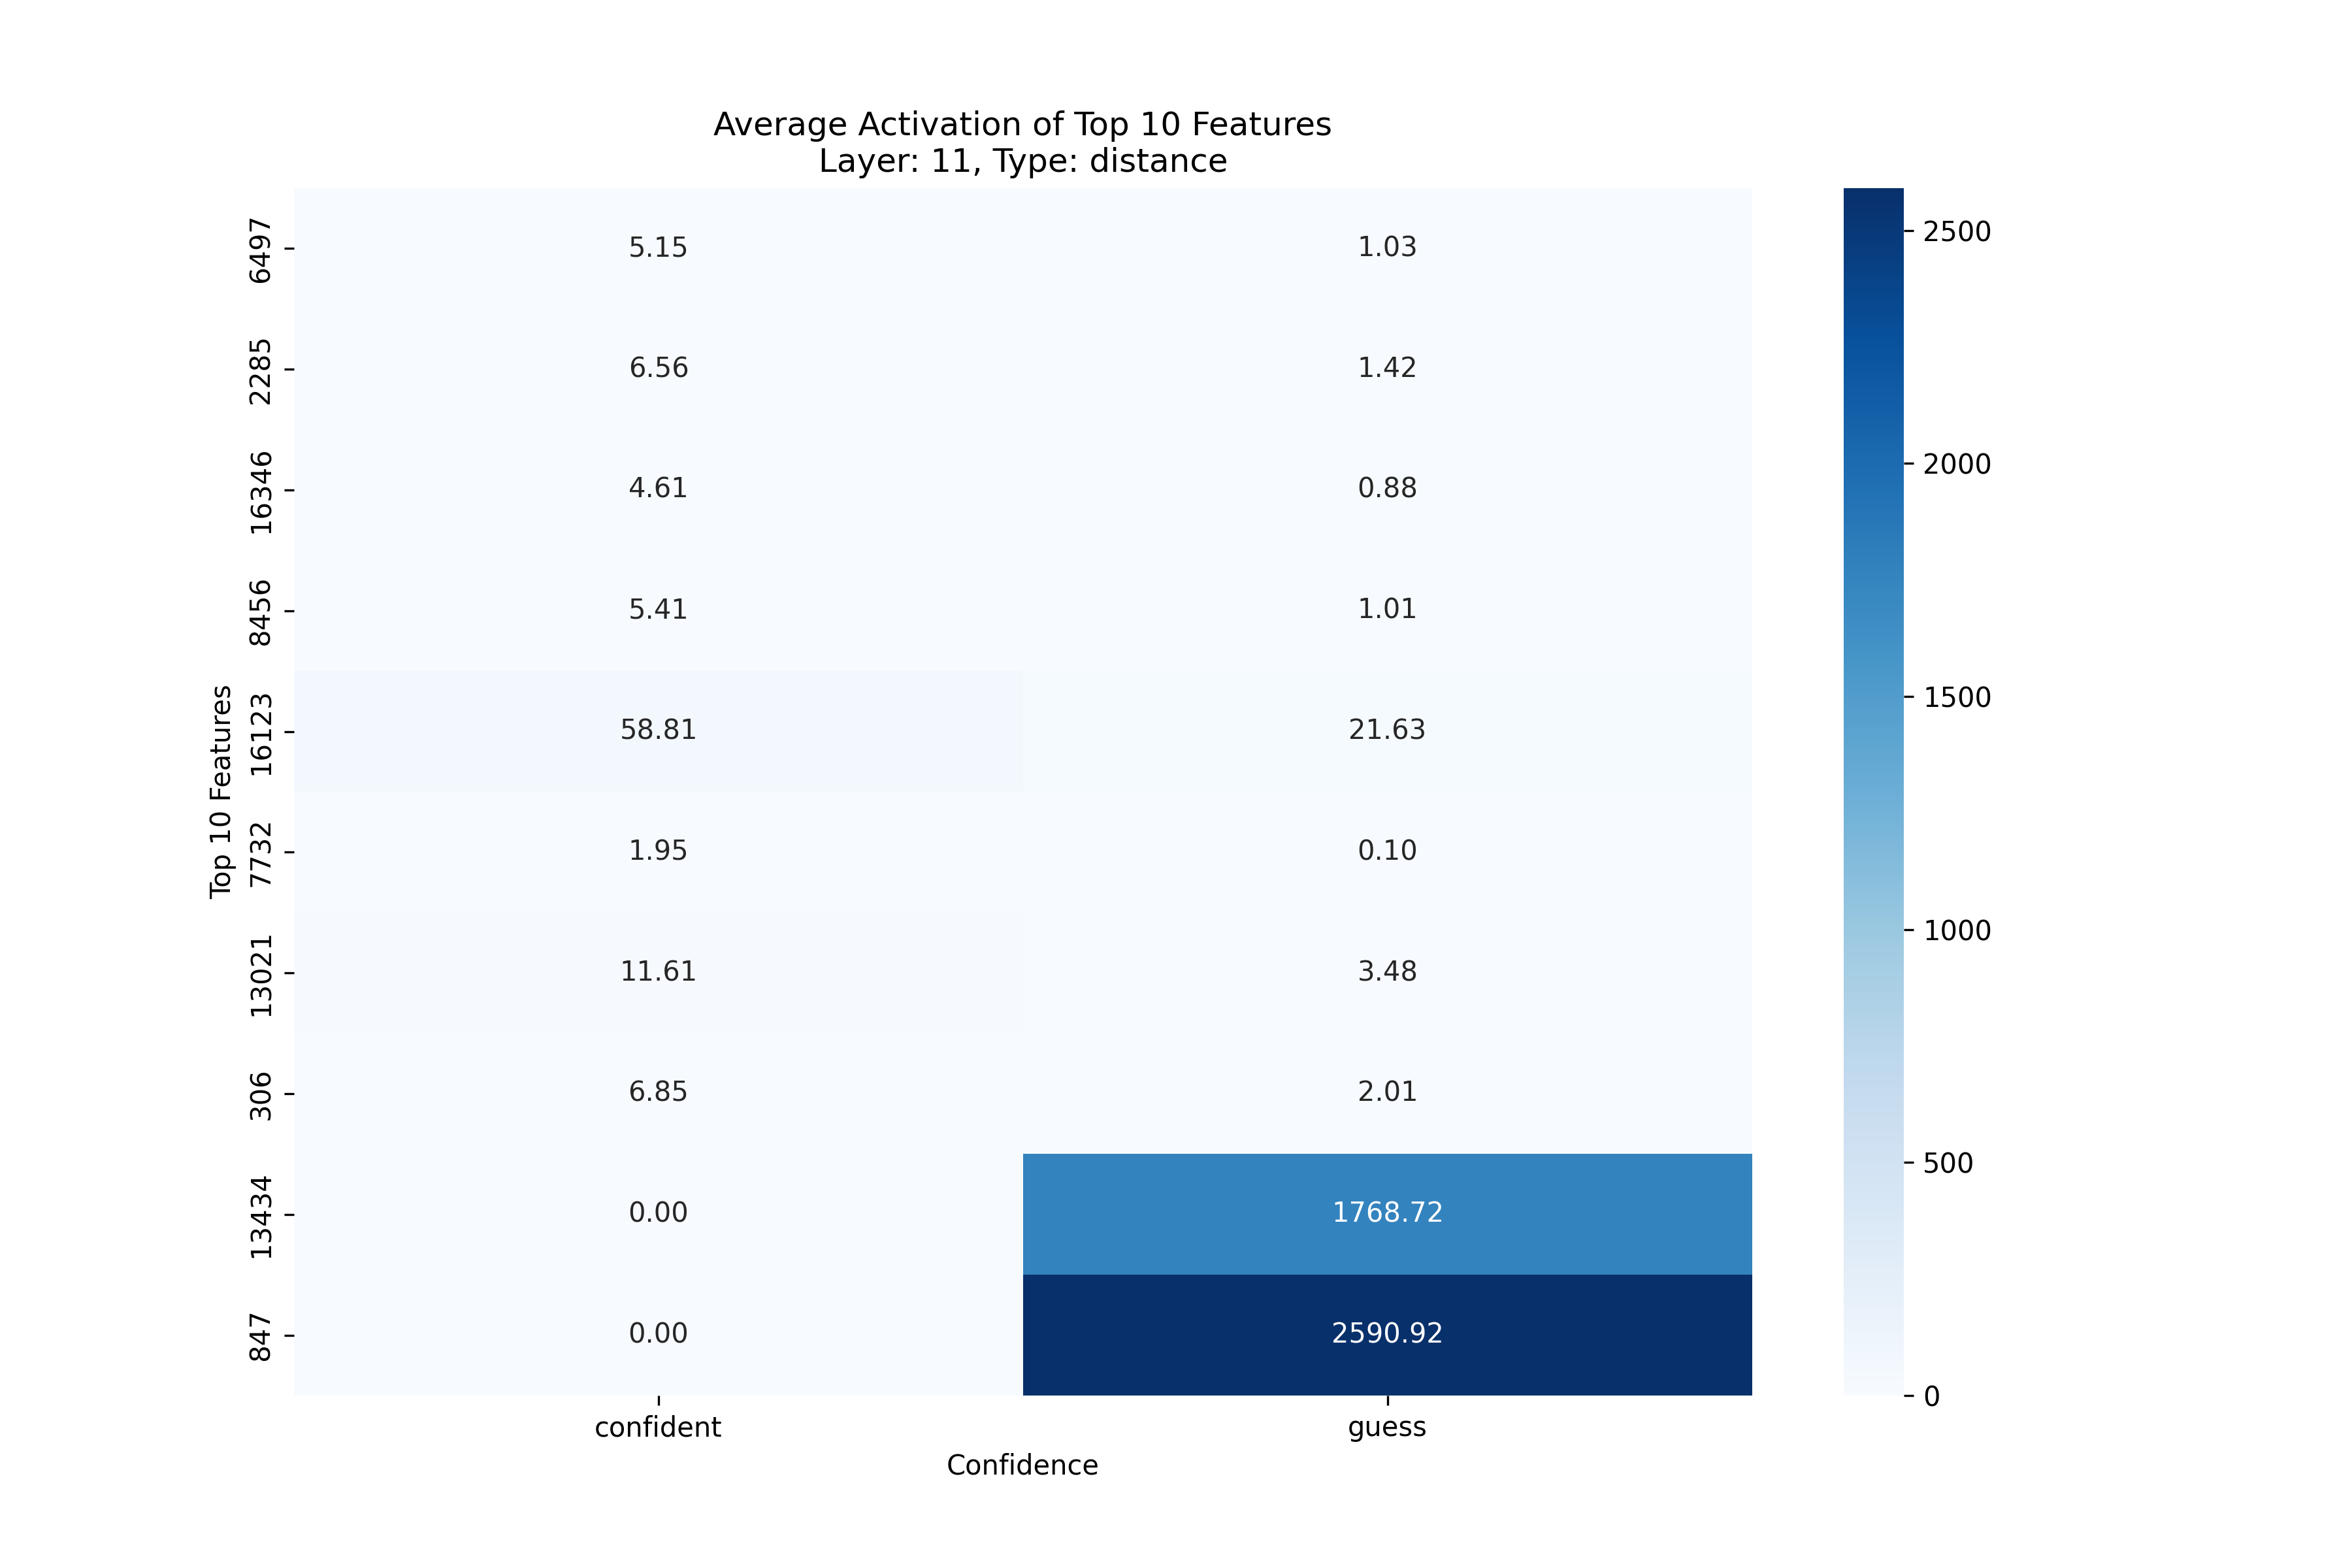 Average Activation of Top 10 Features
Layer: 11, Type: distance
Top 10 Features
6497 5.15 1.03
2285 6.56 1.42
16346 4.61 0.88
8456 5.41 1.01
16123 58.81 21.63
7732 1.95 0.10
13021 11.61 3.48
306 6.85 2.01
13434 0.00 1768.72
847 0.00 2590.92
confident guess
Confidence
2500
2000
1500
1000
500
0